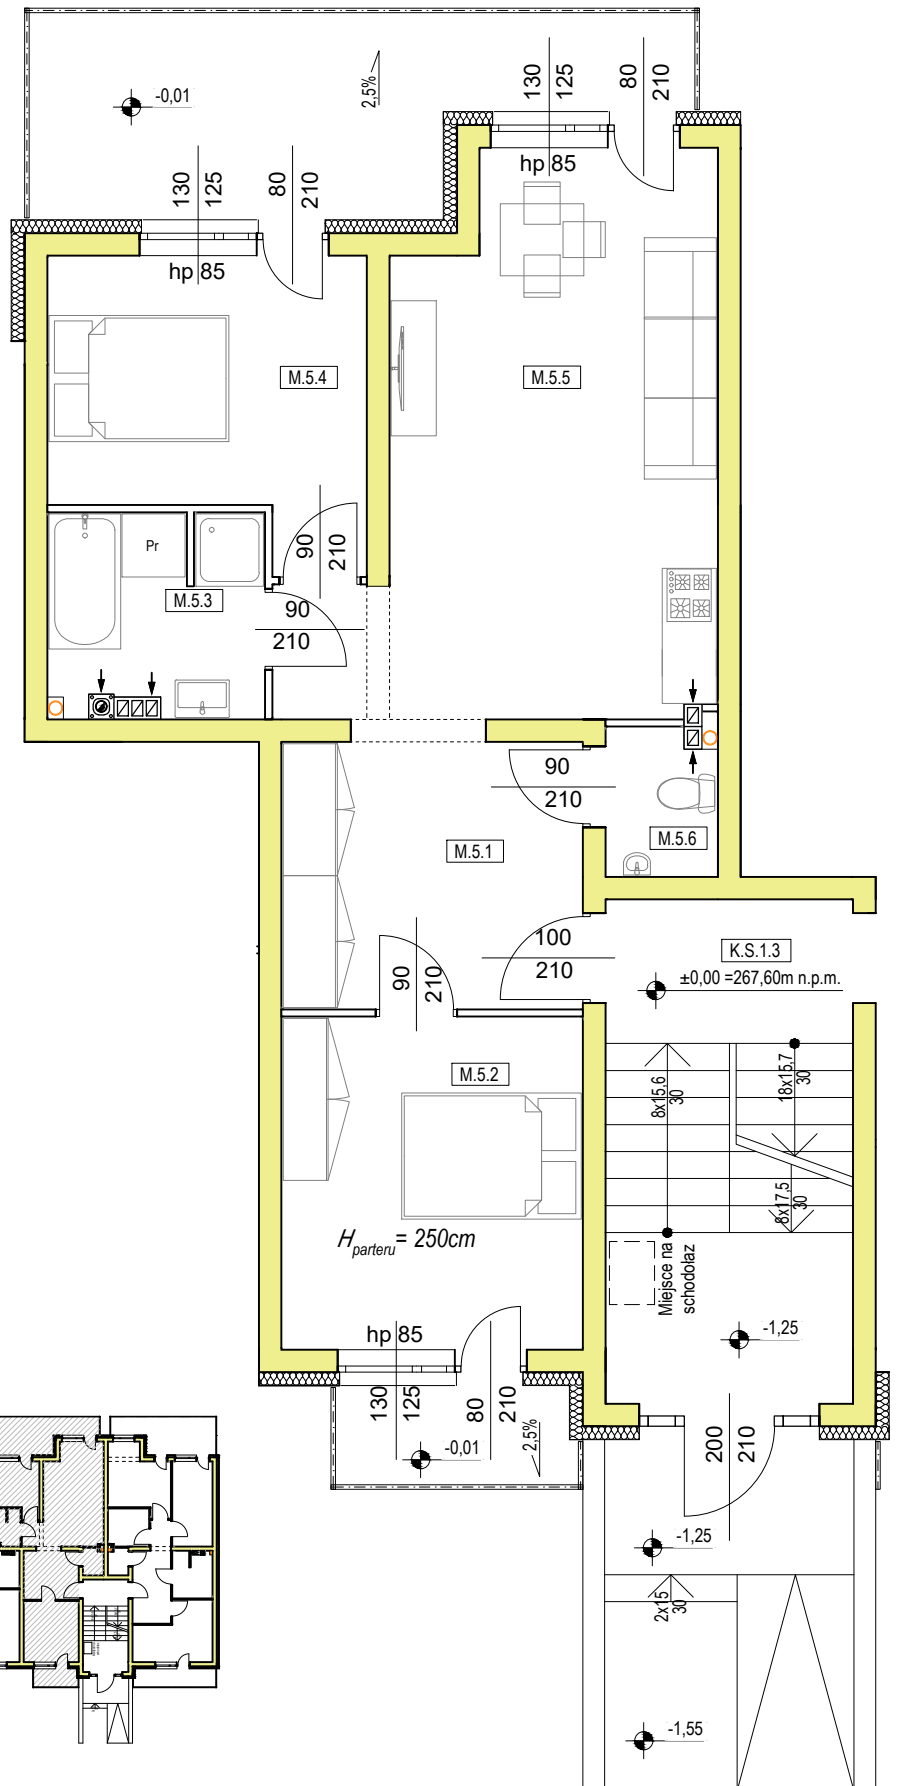 -0,01
2,5%
130
125
80
210
hp 85
130
125
80
210
hp 85
M.5.4
M.5.5
90
210
Pr
M.5.3
90
210
90
210
M.5.6
M.5.1
100
210
K.S.1.3
±0,00 =267,60m n.p.m.
90
210
M.5.2
8x15,6
30
18x15,7
30
8x17,5
30
Hparteru= 250cm
Miejsce na
schodołaz
-1,25
hp 85
130
125
80
210
-0,01
2,5%
200
210
-1,25
2x15
30
-1,55